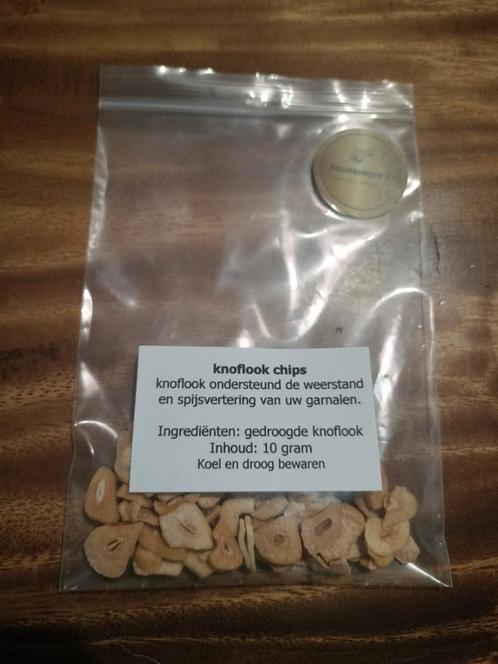 knoflook chips
knoflook ondersteund de weerstand
en spijsvertering van uw garnalen.
Ingrediënten: gedroogde knoflook
Inhoud: 10 gram
Koel en droog bewaren